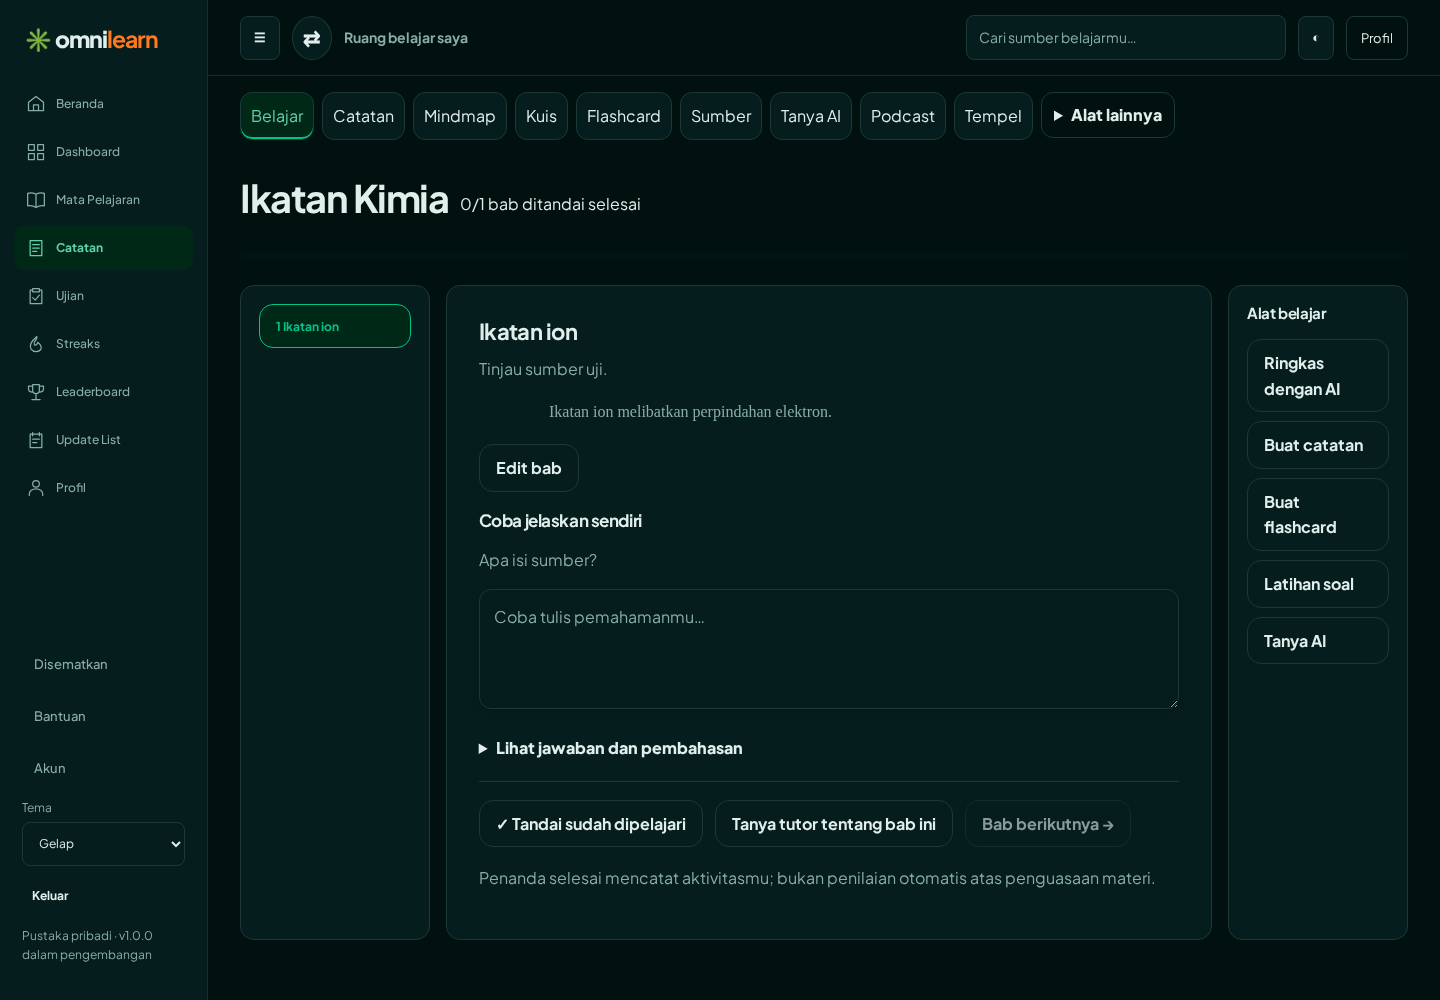 omnilearn
Beranda
Dashboard
Mata Pelajaran
Catatan
Ujian
Streaks
Leaderboard
Update List
Profil
Disematkan
Bantuan
Akun
Tema
Gelap
Keluar
Pustaka pribadi · v1.0.0
dalam pengembangan
Ruang belajar saya
Cari sumber belajarmu...
Profil
Belajar
Catatan
Mindmap
Kuis
Flashcard
Sumber
Tanya AI
Podcast
Tempel
Alat lainnya
Ikatan Kimia
0/1 bab ditandai selesai
1 Ikatan ion
Ikatan ion
Tinjau sumber uji.
Ikatan ion melibatkan perpindahan elektron.
Edit bab
Coba jelaskan sendiri
Apa isi sumber?
Coba tulis pemahamanmu...
Lihat jawaban dan pembahasan
✓ Tandai sudah dipelajari
Tanya tutor tentang bab ini
Bab berikutnya →
Penanda selesai mencatat aktivitasmu; bukan penilaian otomatis atas penguasaan materi.
Alat belajar
Ringkas
dengan AI
Buat catatan
Buat
flashcard
Latihan soal
Tanya AI